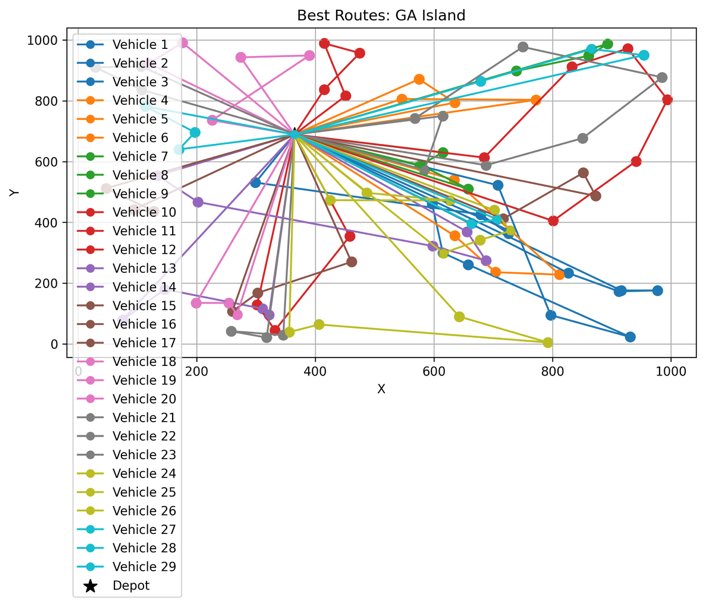 Best Routes: GA Island
1000
800
600
400
200
0
Y
0
200
400
600
800
1000
X
Vehicle 1
Vehicle 2
Vehicle 3
Vehicle 4
Vehicle 5
Vehicle 6
Vehicle 7
Vehicle 8
Vehicle 9
Vehicle 10
Vehicle 11
Vehicle 12
Vehicle 13
Vehicle 14
Vehicle 15
Vehicle 16
Vehicle 17
Vehicle 18
Vehicle 19
Vehicle 20
Vehicle 21
Vehicle 22
Vehicle 23
Vehicle 24
Vehicle 25
Vehicle 26
Vehicle 27
Vehicle 28
Vehicle 29
Depot